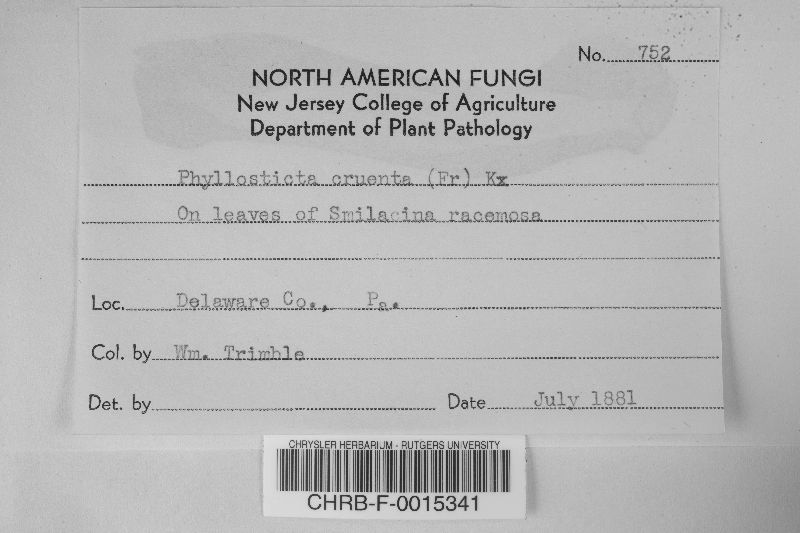 No. 752
NORTH AMERICAN FUNGI
New Jersey College of Agriculture
Department of Plant Pathology
Phyllosticta cruenta (Fr) Kx
On leaves of Smilacina racemosa
Loc. Delaware Co., Pa.
Col. by Wm. Trimble
Det. by Date July 1881
CHRYSLER HERBARIUM - RUTGERS UNIVERSITY
CHRB-F-0015341